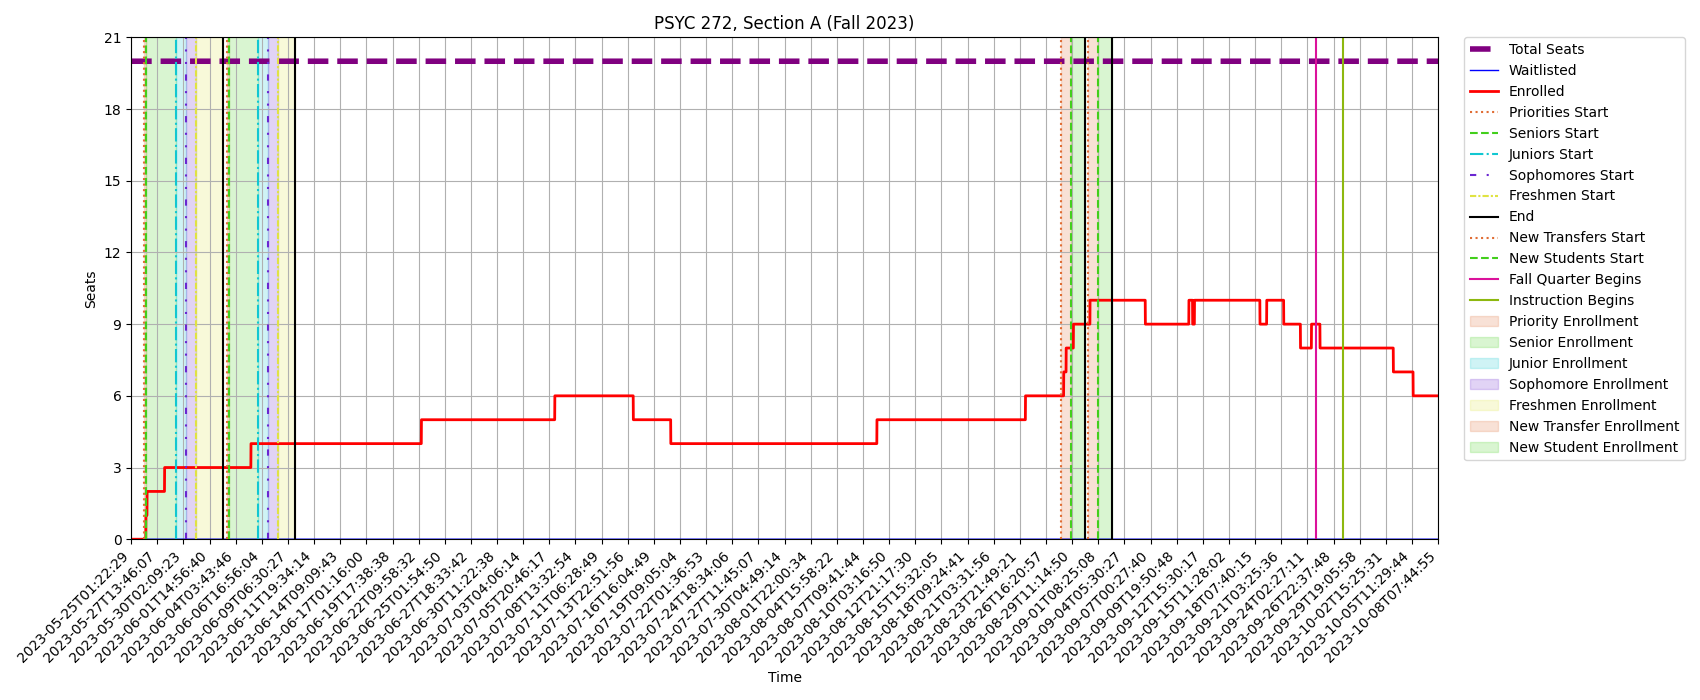 PSYC 272, Section A (Fall 2023)
21
18
15
12
9
6
3
0
Seats
2023-05-25T01:22:29
2023-05-27T13:46:07
2023-05-30T02:09:23
2023-06-01T14:56:40
2023-06-04T03:43:46
2023-06-06T16:56:04
2023-06-09T06:30:27
2023-06-11T19:34:14
2023-06-14T09:09:43
2023-06-17T01:16:00
2023-06-19T17:38:38
2023-06-22T09:58:32
2023-06-25T01:54:50
2023-06-27T18:33:42
2023-06-30T11:22:38
2023-07-03T04:06:14
2023-07-05T20:46:17
2023-07-08T13:32:54
2023-07-11T06:28:49
2023-07-13T22:51:56
2023-07-16T16:04:49
2023-07-19T09:05:04
2023-07-22T01:36:53
2023-07-24T18:34:06
2023-07-27T11:45:07
2023-07-30T04:49:14
2023-08-01T22:00:34
2023-08-04T15:58:22
2023-08-07T09:41:44
2023-08-10T03:16:50
2023-08-12T21:17:30
2023-08-15T15:32:05
2023-08-18T09:24:41
2023-08-21T03:31:56
2023-08-23T21:49:21
2023-08-26T16:20:57
2023-08-29T11:14:50
2023-09-01T08:25:08
2023-09-04T05:30:27
2023-09-07T00:27:40
2023-09-09T19:50:48
2023-09-12T15:30:17
2023-09-15T11:28:02
2023-09-18T07:40:15
2023-09-21T03:25:36
2023-09-24T02:27:11
2023-09-26T22:37:48
2023-09-29T19:05:58
2023-10-02T15:25:31
2023-10-05T11:29:44
2023-10-08T07:44:55
Time
Total Seats
Waitlisted
Enrolled
Priorities Start
Seniors Start
Juniors Start
Sophomores Start
Freshmen Start
End
New Transfers Start
New Students Start
Fall Quarter Begins
Instruction Begins
Priority Enrollment
Senior Enrollment
Junior Enrollment
Sophomore Enrollment
Freshmen Enrollment
New Transfer Enrollment
New Student Enrollment